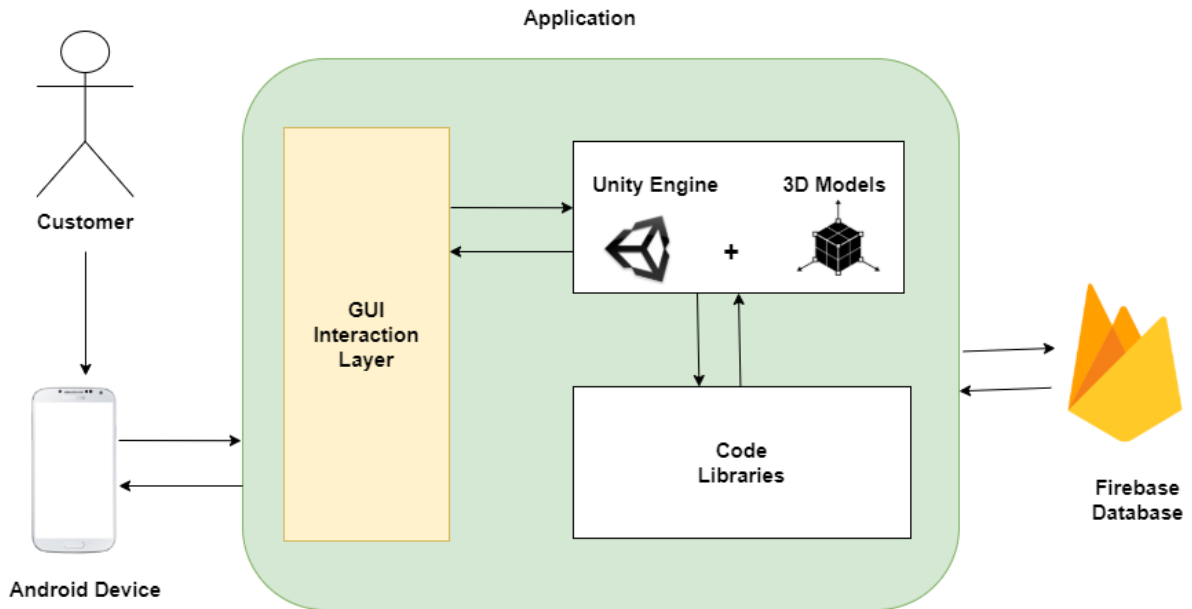 Application
Customer
Unity Engine
3D Models
+
GUI
Interaction
Layer
Code
Libraries
Android Device
Firebase
Database